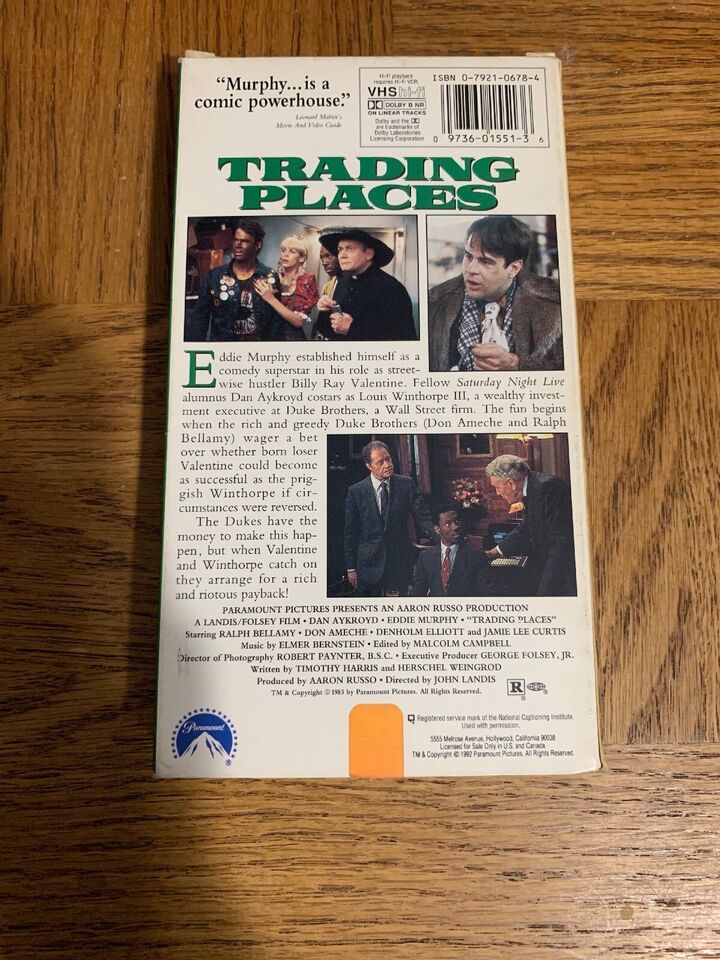 "Murphy...is a
comic powerhouse."
Leonard Maltin's
Movie And Video Guide
Hi-Fi playback
requires Hi-Fi VCR.
VHS hi-fi
DOLBY B NR
ON LINEAR TRACKS
Dolby and the
are trademarks of
Dolby Laboratories
Licensing Corporation.
ISBN 0-7921-0678-4
0 9736-01551-3 6
TRADING
PLACES
Eddie Murphy established himself as a
comedy superstar in his role as street-
wise hustler Billy Ray Valentine. Fellow Saturday Night Live
alumnus Dan Aykroyd costars as Louis Winthorpe III, a wealthy invest-
ment executive at Duke Brothers, a Wall Street firm. The fun begins
when the rich and greedy Duke Brothers (Don Ameche and Ralph
Bellamy) wager a bet
over whether born loser
Valentine could become
as successful as the prig-
gish Winthorpe if cir-
cumstances were reversed.
The Dukes have the
money to make this hap-
pen, but when Valentine
and Winthorpe catch on
they arrange for a rich
and riotous payback!
PARAMOUNT PICTURES PRESENTS AN AARON RUSSO PRODUCTION
A LANDIS/FOLSEY FILM • DAN AYKROYD • EDDIE MURPHY • "TRADING PLACES"
Starring RALPH BELLAMY • DON AMECHE • DENHOLM ELLIOTT and JAMIE LEE CURTIS
Music by ELMER BERNSTEIN • Edited by MALCOLM CAMPBELL
Director of Photography ROBERT PAYNTER, B.S.C. • Executive Producer GEORGE FOLSEY, JR.
Written by TIMOTHY HARRIS and HERSCHEL WEINGROD
Produced by AARON RUSSO • Directed by JOHN LANDIS
TM & Copyright © 1983 by Paramount Pictures. All Rights Reserved.
R
Paramount
®
Registered service mark of the National Captioning Institute.
Used with permission.
5555 Melrose Avenue, Hollywood, California 90038
Licensed for Sale Only in U.S. and Canada.
TM & Copyright © 1992 Paramount Pictures. All Rights Reserved.